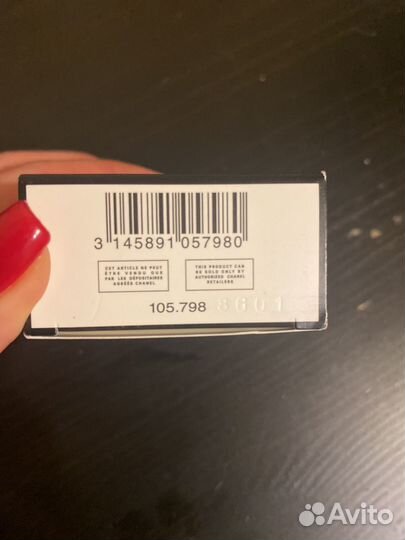 3 145891 057980
CET ARTICLE NE PEUT
ÊTRE VENDU QUE
PAR LES DÉPOSITAIRES
AGRÉÉS CHANEL
THIS PRODUCT CAN
BE SOLD ONLY BY
AUTHORIZED CHANEL
RETAILERS
105.798 8601
Avito